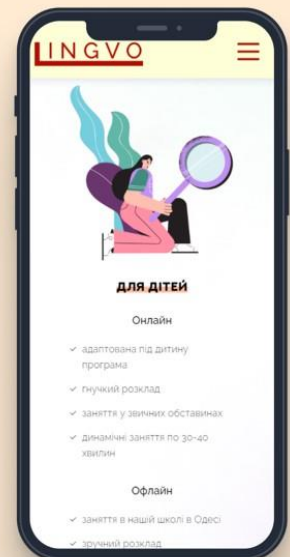 LINGVO
ДЛЯ ДІТЕЙ
Онлайн
адаптована під дитину
програма
гнучкий розклад
заняття у звичних обставинах
динамічні заняття по 30-40
хвилин
Офлайн
заняття в нашій школі в Одесі
зручний розклад